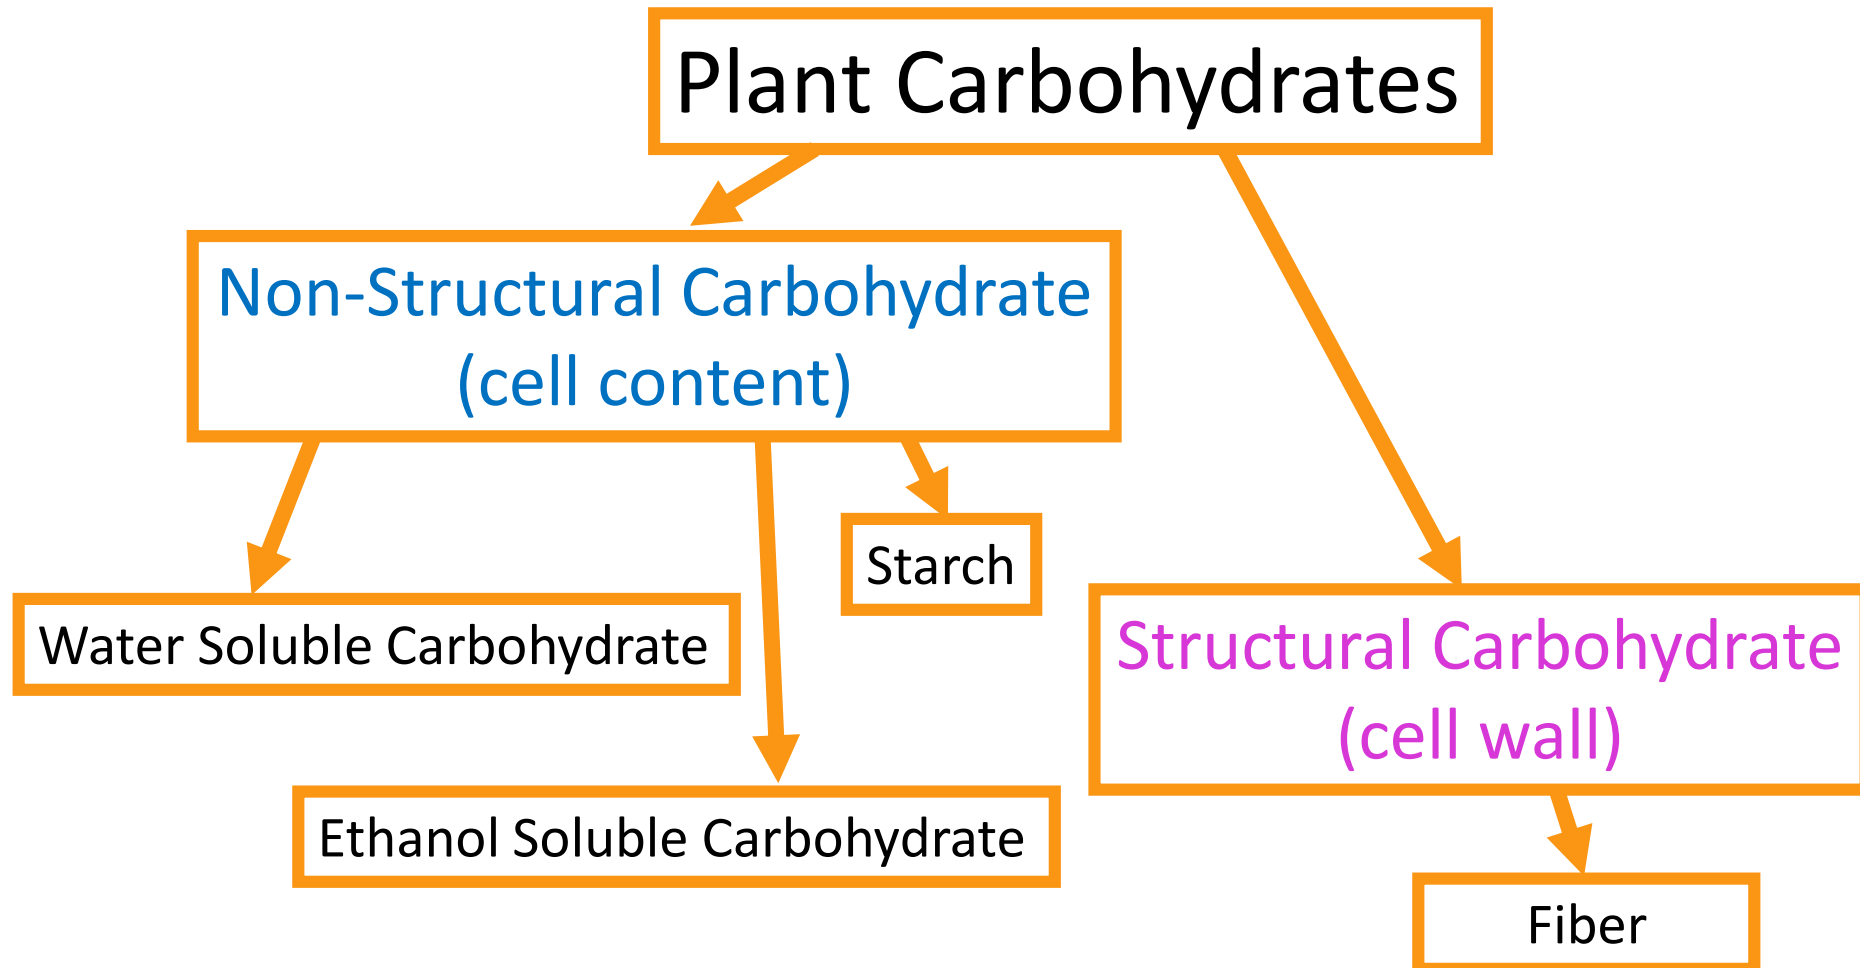 Plant Carbohydrates
Non-Structural Carbohydrate
(cell content)
Starch
Water Soluble Carbohydrate
Structural Carbohydrate
(cell wall)
Ethanol Soluble Carbohydrate
Fiber